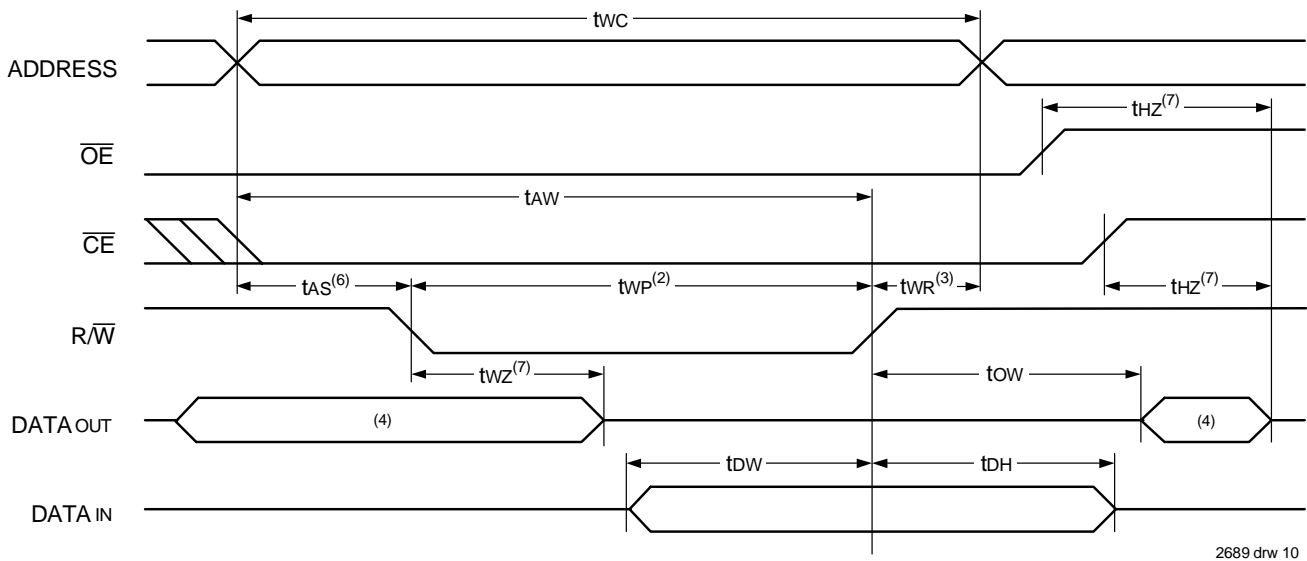 tWC
ADDRESS
tHZ(7)
OE
tAW
CE
tAS(6) tWP(2) tWR(3) tHZ(7)
R/W
tWZ(7) tOW
DATA OUT (4) (4)
tDW tDH
DATA IN
2689 drw 10